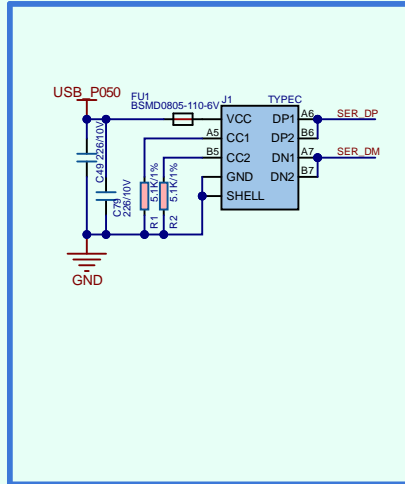 USB_P050
FU1
BSMD0805-110-6V
J1
TYPEC
VCC
DP1
A6
SER_DP
A5
CC1
DP2
B6
CC2
B5
DN1
A7
SER_DM
GND
DN2
B7
SHELL
C49 226/10V
C79
226/10V
R1
5.1K/1%
R2
5.1K/1%
GND